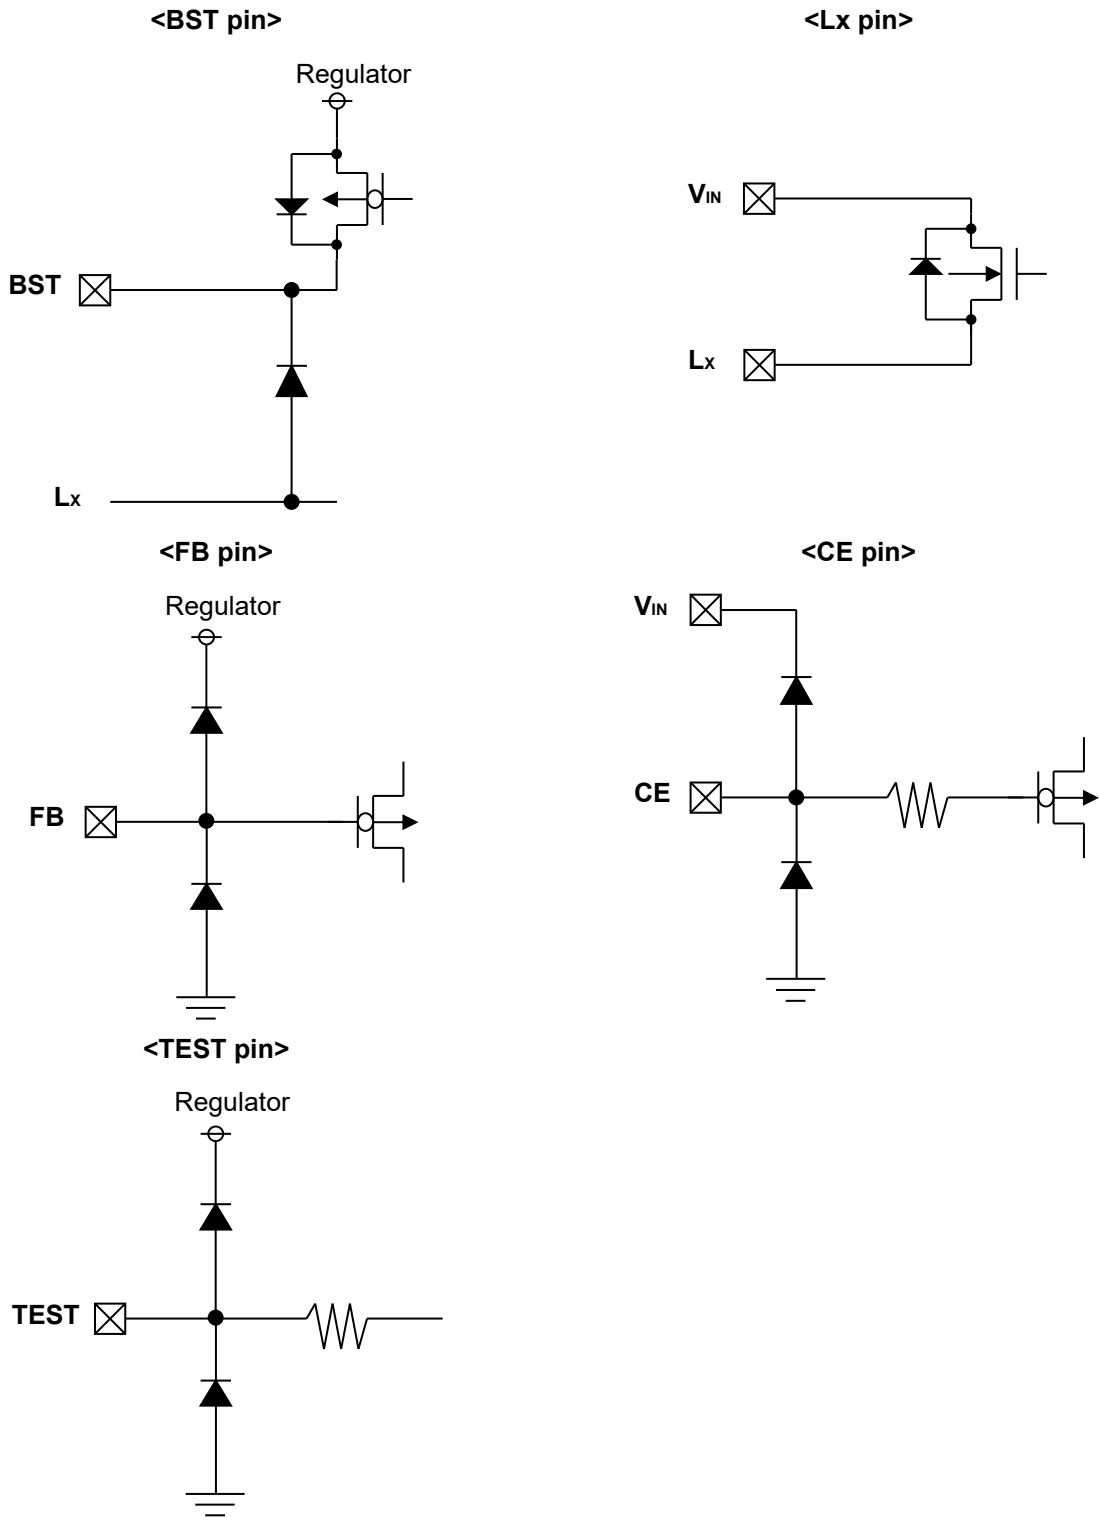 <BST pin>
Regulator
BST
Lx
<Lx pin>
VIN
Lx
<FB pin>
Regulator
FB
<CE pin>
VIN
CE
<TEST pin>
Regulator
TEST